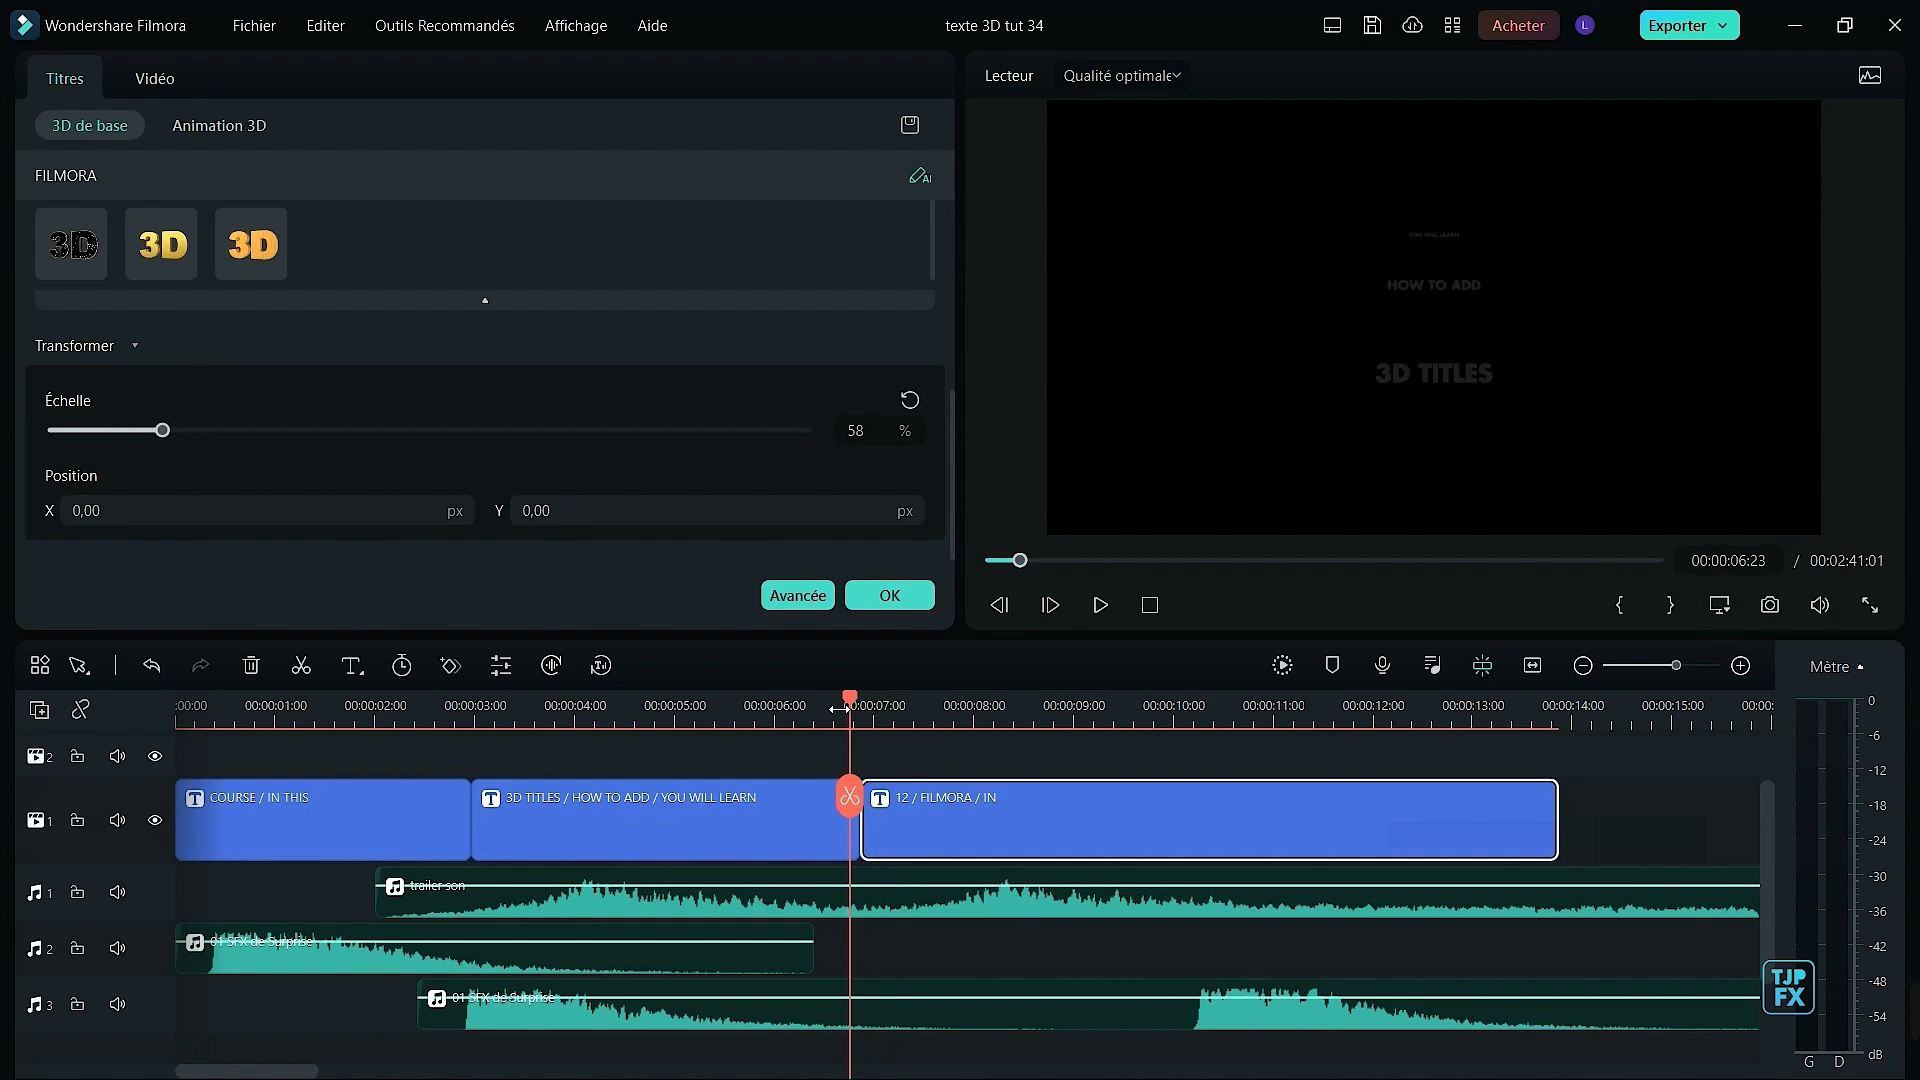 Wondershare Filmora
Fichier
Editer
Outils Recommandés
Affichage
Aide
texte 3D tut 34
Acheter
L
Exporter
Titres
Vidéo
Lecteur
Qualité optimale
3D de base
Animation 3D
FILMORA
AI
3D
3D
3D
Transformer
Échelle
58 %
Position
X 0,00 px
Y 0,00 px
Avancée
OK
YOU WILL LEARN
HOW TO ADD
3D TITLES
00:00:06:23 / 00:02:41:01
Mètre
:00:00
00:00:01:00
00:00:02:00
00:00:03:00
00:00:04:00
00:00:05:00
00:00:06:00
00:00:07:00
00:00:08:00
00:00:09:00
00:00:10:00
00:00:11:00
00:00:12:00
00:00:13:00
00:00:14:00
00:00:15:00
00:00:
2
1
COURSE / IN THIS
3D TITLES / HOW TO ADD / YOU WILL LEARN
12 / FILMORA / IN
1
trailer son
2
01 SFX de Surprise
3
01 SFX de Surprise
0
-6
-12
-18
-24
-30
-36
-42
-48
-54
dB
G D
TJP
FX